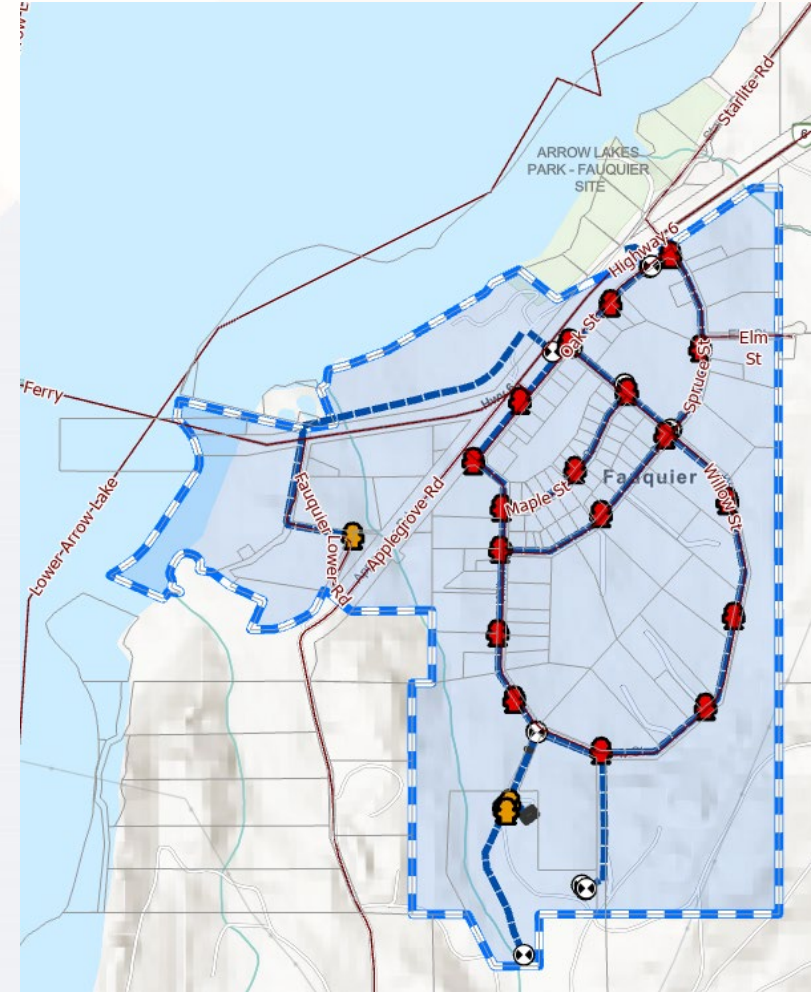 Starlite-Rd
6
ARROW LAKES
PARK - FAUQUIER
SITE
Highway 6
Oak St
Elm
St
Spruce St
Ferry
Fauquier
Willow St
Maple St
Lower-Arrow-Lake
Applegrove-Rd
Fauquier Lower-Rd